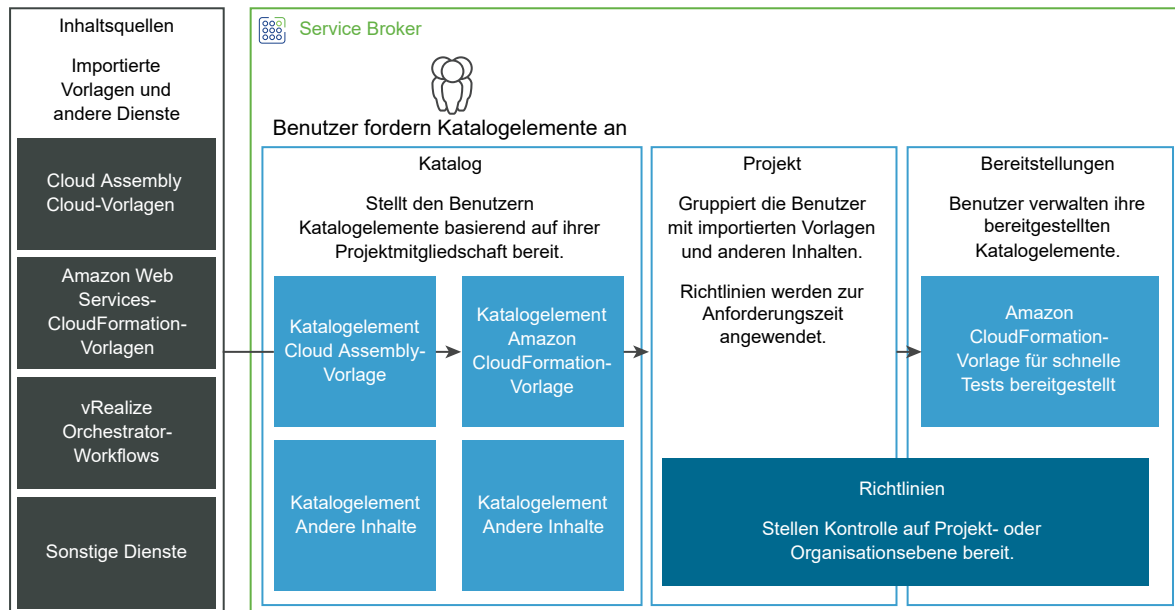 Inhaltsquellen
Importierte
Vorlagen und
andere Dienste
Cloud Assembly
Cloud-Vorlagen
Amazon Web
Services-
CloudFormation-
Vorlagen
vRealize
Orchestrator-
Workflows
Sonstige Dienste
Service Broker
Benutzer fordern Katalogelemente an
Katalog
Stellt den Benutzern
Katalogelemente basierend auf ihrer
Projektmitgliedschaft bereit.
Katalogelement
Cloud Assembly-
Vorlage
Katalogelement
Amazon
CloudFormation-
Vorlage
Katalogelement
Andere Inhalte
Katalogelement
Andere Inhalte
Projekt
Gruppiert die Benutzer
mit importierten Vorlagen
und anderen Inhalten.
Richtlinien werden zur
Anforderungszeit
angewendet.
Bereitstellungen
Benutzer verwalten ihre
bereitgestellten
Katalogelemente.
Amazon
CloudFormation-
Vorlage für schnelle
Tests bereitgestellt
Richtlinien
Stellen Kontrolle auf Projekt- oder
Organisationsebene bereit.